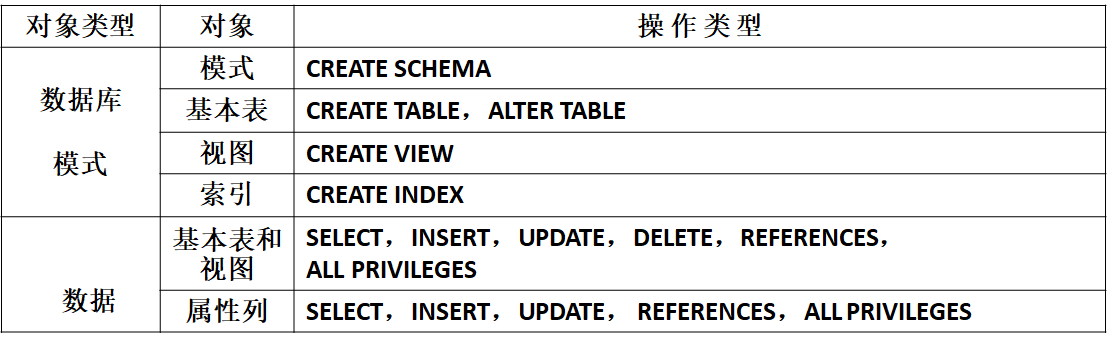 对象类型 对象 操作类型
数据库
模式
模式 CREATE SCHEMA
基本表 CREATE TABLE，ALTER TABLE
视图 CREATE VIEW
索引 CREATE INDEX
数据
基本表和
视图
SELECT，INSERT，UPDATE，DELETE，REFERENCES，
ALL PRIVILEGES
属性列 SELECT，INSERT，UPDATE，REFERENCES，ALL PRIVILEGES